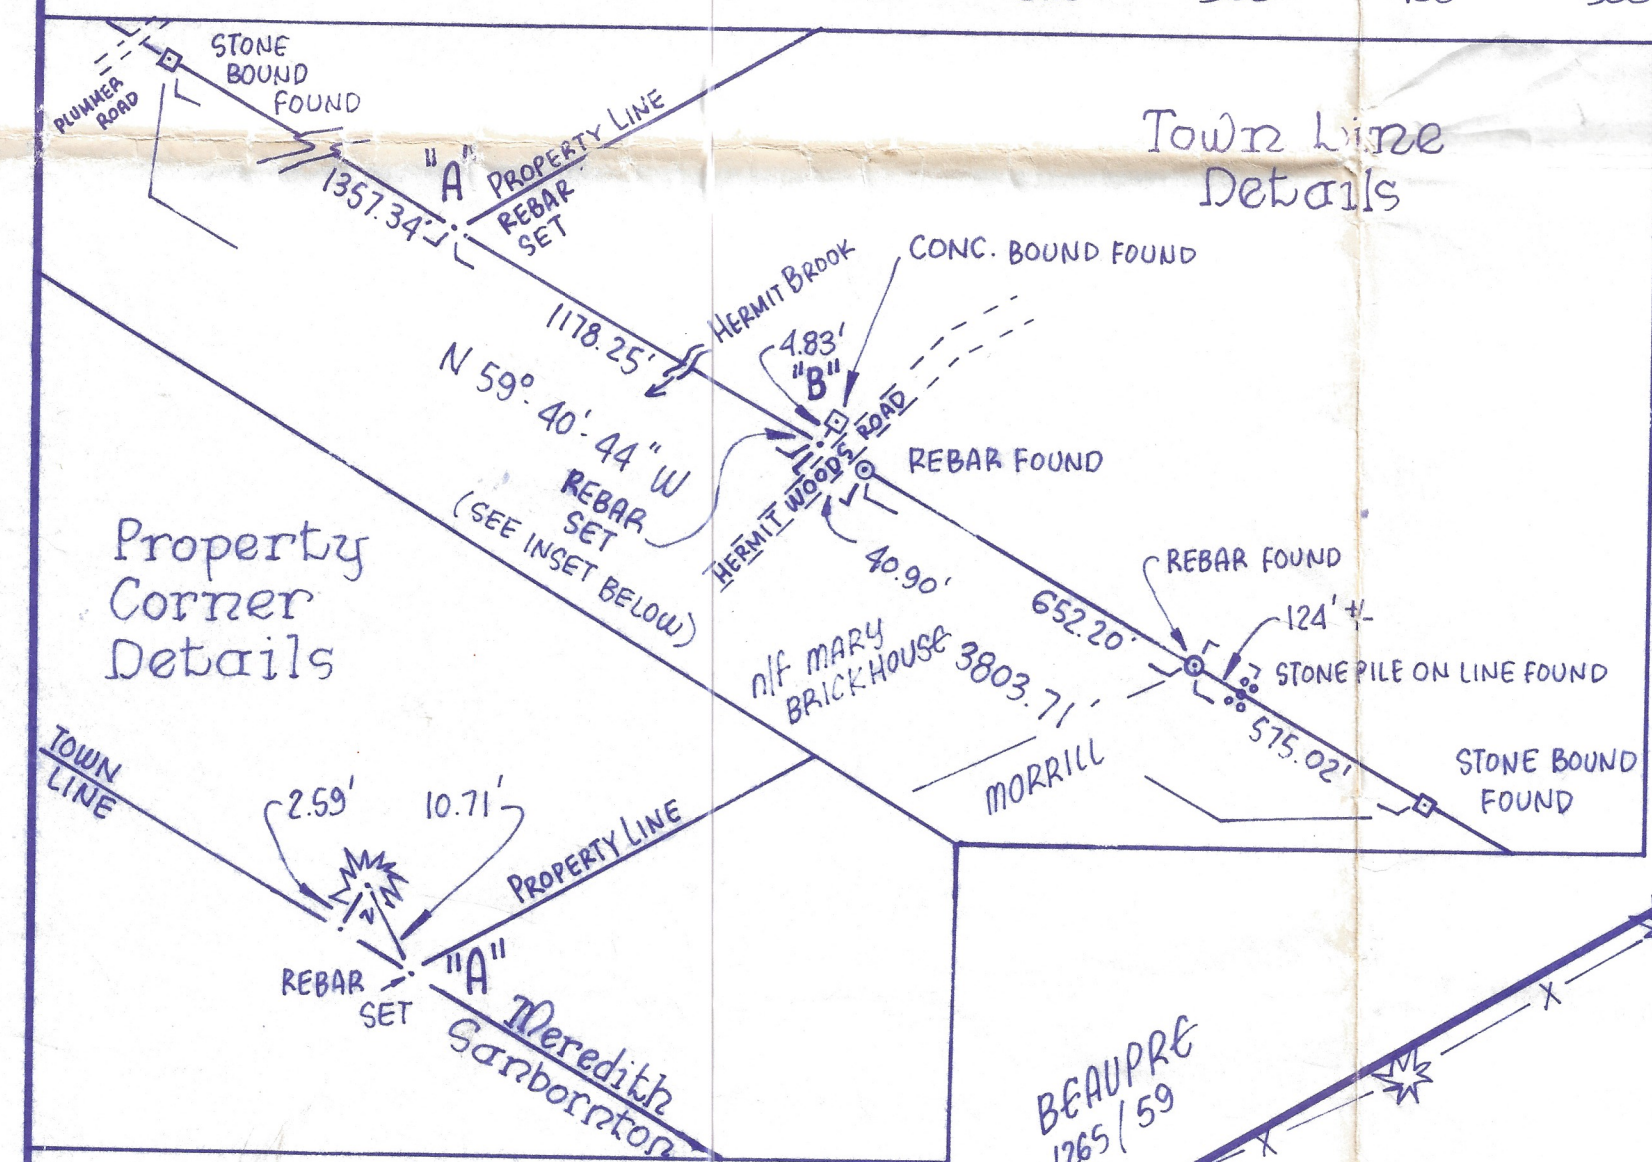 STONE
BOUND
FOUND
PLUMMER
ROAD
1357.34'
"A"
PROPERTY LINE
REBAR
SET
Town Line
Details
CONC. BOUND FOUND
HERMIT BROOK
1178.25'
4.83'
"B"
N 59°- 40'- 44" W
REBAR
SET
(SEE INSET BELOW)
HERMIT WOODS ROAD
REBAR FOUND
40.90'
652.20'
REBAR FOUND
124' +/-
STONE PILE ON LINE FOUND
575.02'
STONE BOUND
FOUND
n/f MARY
BRICKHOUSE
3803.71'
MORRILL
Property
Corner
Details
TOWN
LINE
2.59'
10.71'
PROPERTY LINE
"A"
REBAR
SET
Meredith
Sanbornton
BEAUPRE
1265/59